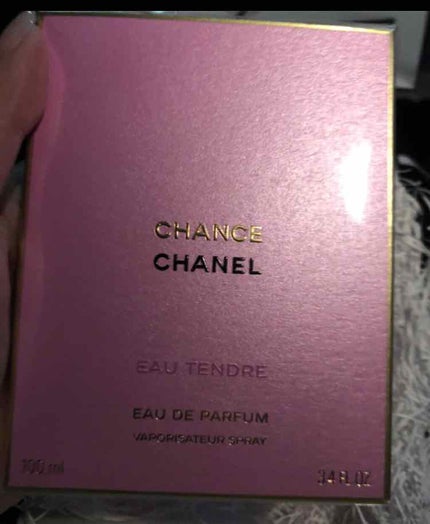 CHANCE
CHANEL
EAU TENDRE
EAU DE PARFUM
VAPORISATEUR SPRAY
100 ml
3.4 FL.OZ.